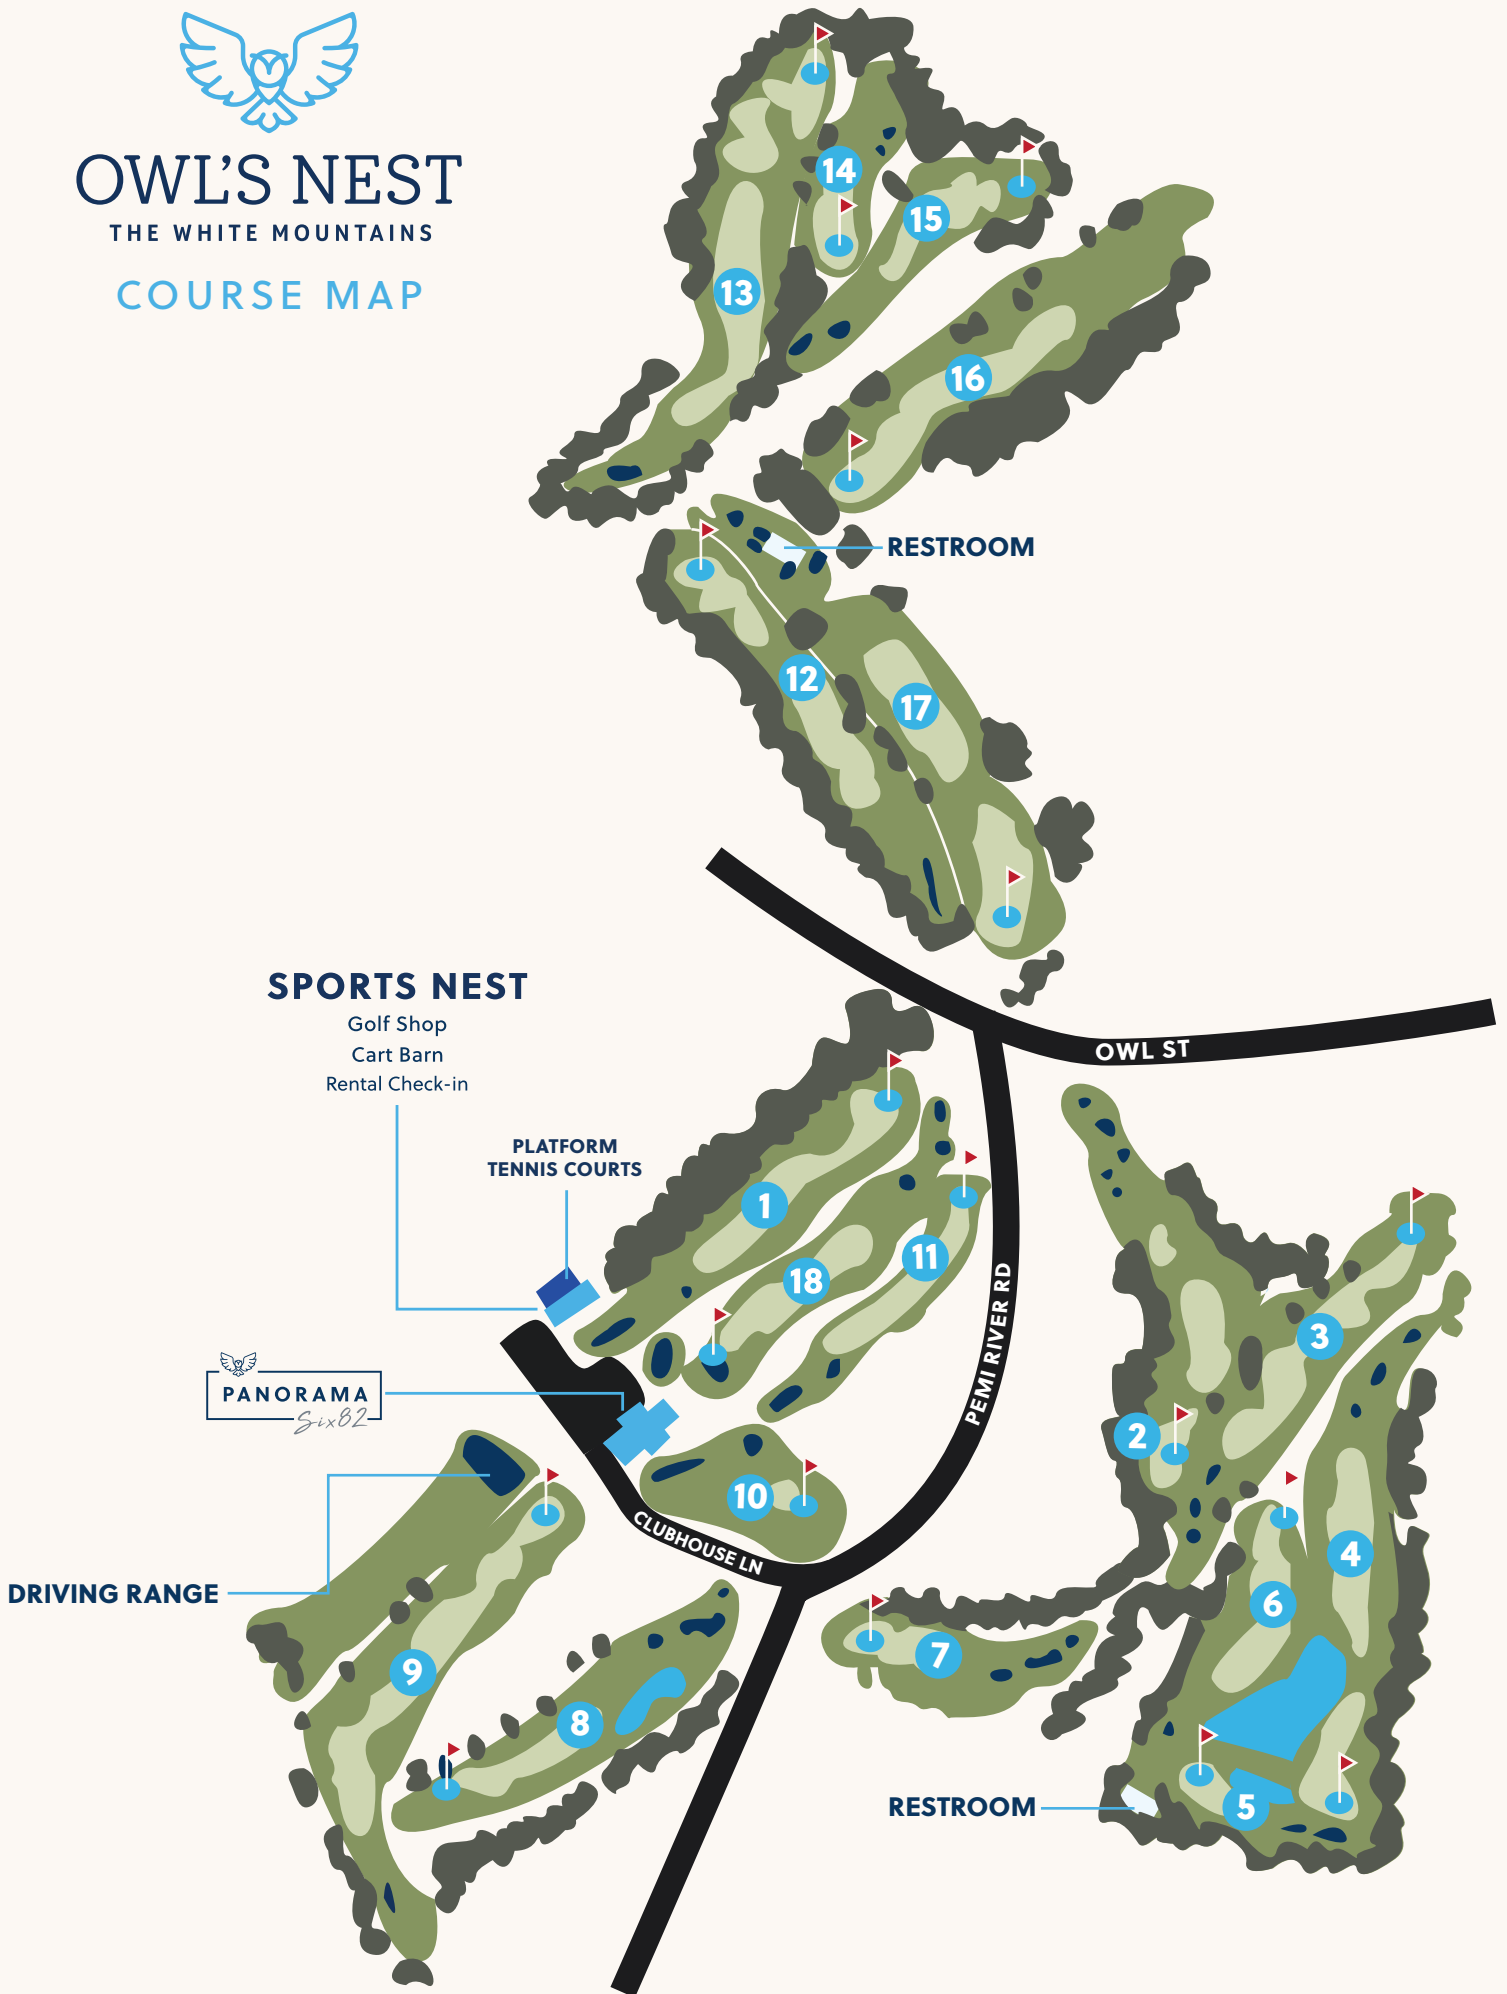 OWL'S NEST
THE WHITE MOUNTAINS
COURSE MAP
14
15
13
16
RESTROOM
12
17
SPORTS NEST
Golf Shop
Cart Barn
Rental Check-in
OWL ST
PLATFORM
TENNIS COURTS
1
11
18
PEMI RIVER RD
3
PANORAMA
Six82
2
10
CLUBHOUSE LN
DRIVING RANGE
4
6
7
9
8
RESTROOM
5